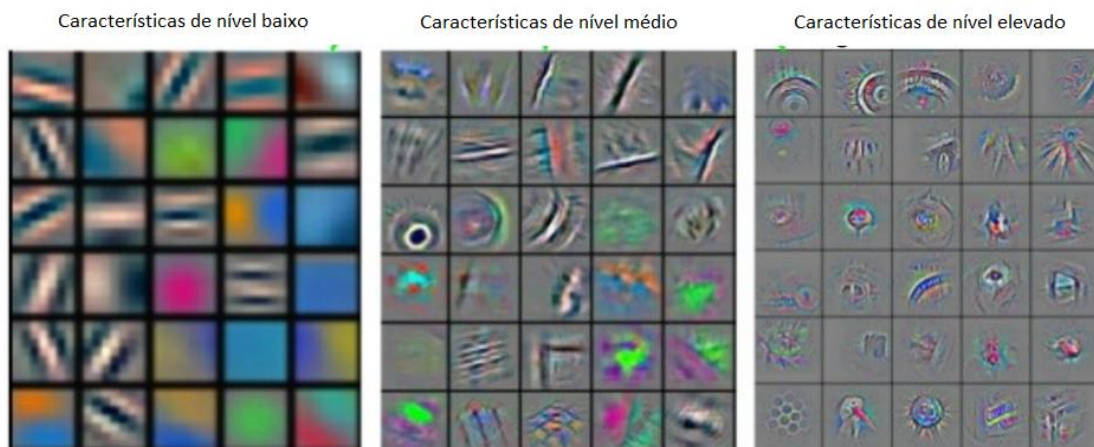 Características de nível baixo
Características de nível médio
Características de nível elevado